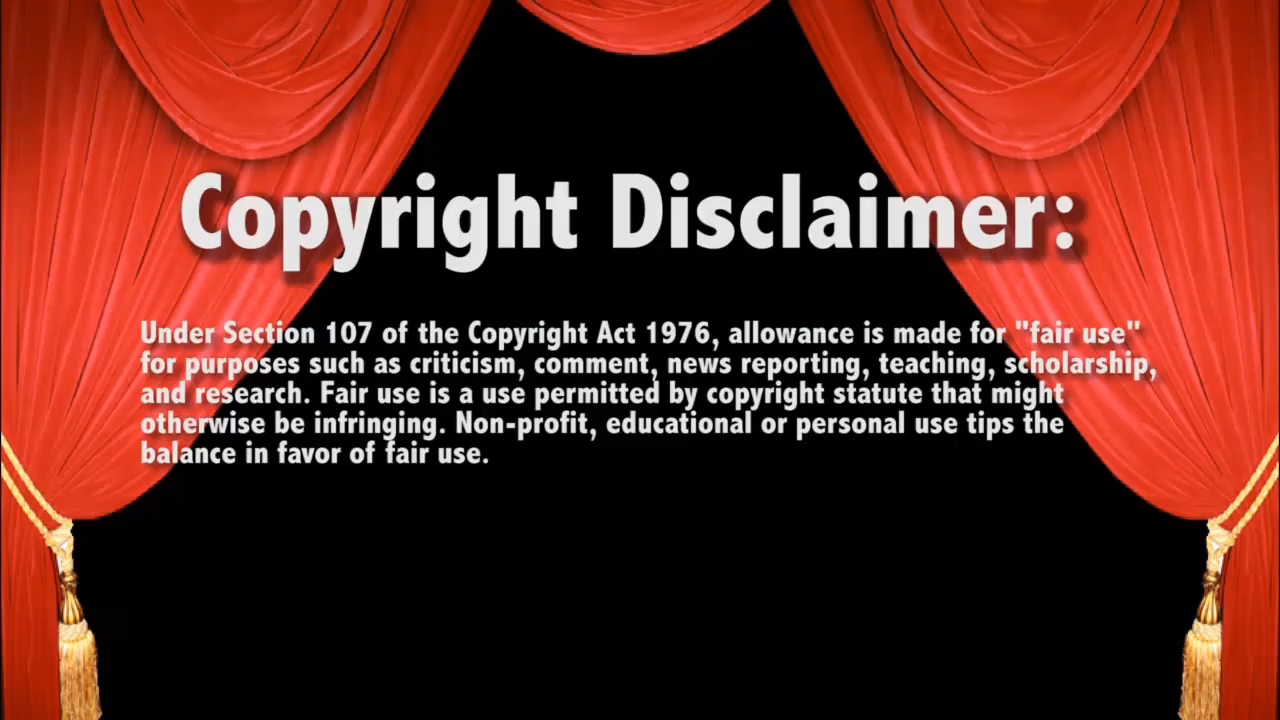 Copyright Disclaimer:
Under Section 107 of the Copyright Act 1976, allowance is made for "fair use"
for purposes such as criticism, comment, news reporting, teaching, scholarship,
and research. Fair use is a use permitted by copyright statute that might
otherwise be infringing. Non-profit, educational or personal use tips the
balance in favor of fair use.